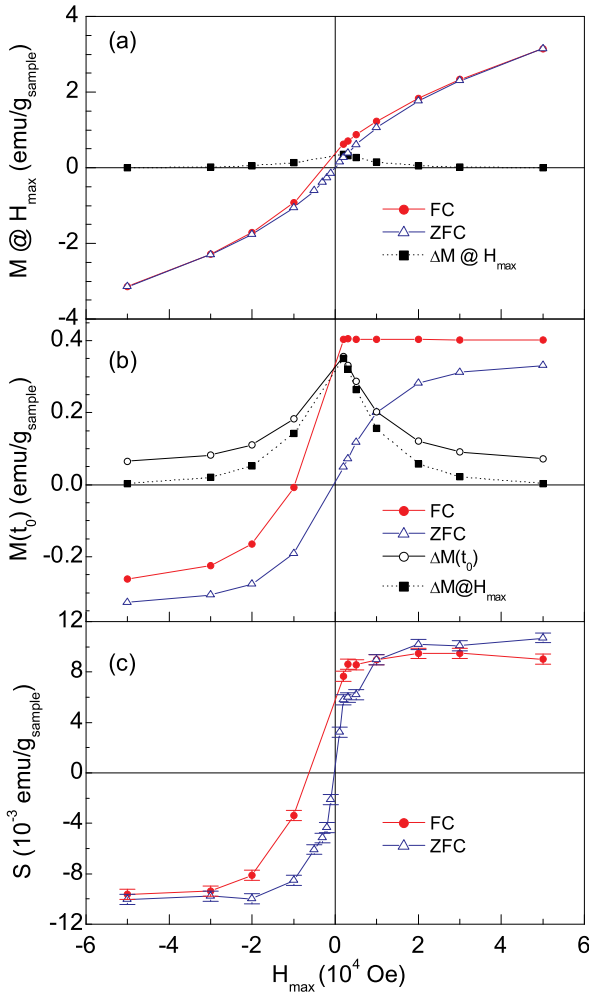 4
(a)
2
0
-2
-4
M @ H_max (emu/g_sample)
FC
ZFC
ΔM @ H_max
0.4
(b)
0.2
0.0
-0.2
M(t_0) (emu/g_sample)
FC
ZFC
ΔM(t_0)
ΔM@H_max
12
(c)
8
4
0
-4
-8
-12
S (10^-3 emu/g_sample)
FC
ZFC
-6 -4 -2 0 2 4 6
H_max (10^4 Oe)